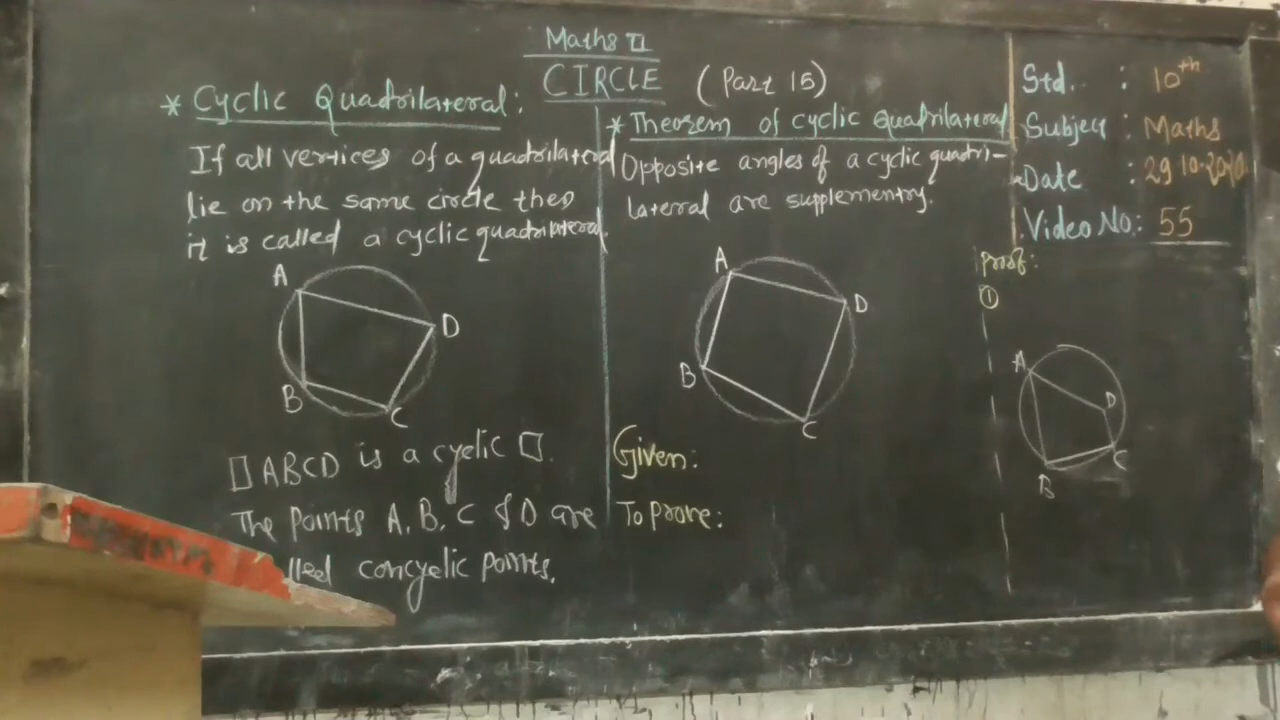 Maths II
CIRCLE (Part 15)
* Cyclic Quadrilateral:
If all vertices of a quadrilateral
lie on the same circle then
it is called a cyclic quadrilateral.
A
D
B
C
□ABCD is a cyclic □.
The points A, B, C & D are
lled concyclic points.
* Theorem of cyclic Quadrilateral
Opposite angles of a cyclic quadri-
lateral are supplementry.
A
D
B
C
Given:
To prove:
Std. : 10th
Subject : Maths
Date : 29.10.2020
Video No.: 55
Proof:
①
A
D
C
B